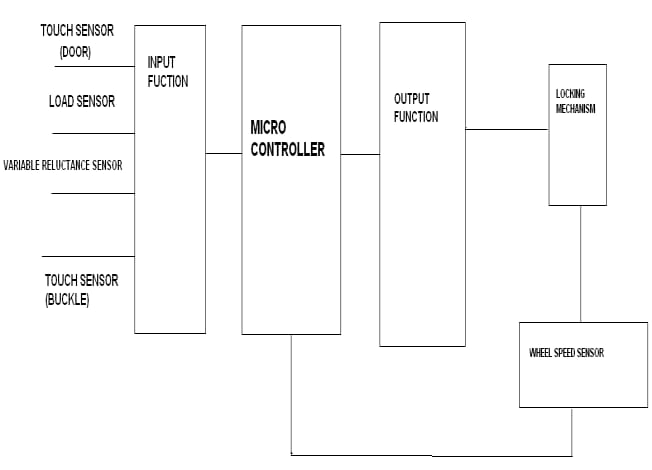 TOUCH SENSOR
(DOOR)
LOAD SENSOR
VARIABLE RELUCTANCE SENSOR
TOUCH SENSOR
(BUCKLE)
INPUT
FUCTION
MICRO
CONTROLLER
OUTPUT
FUNCTION
LOCKING
MECHANISM
WHEEL SPEED SENSOR